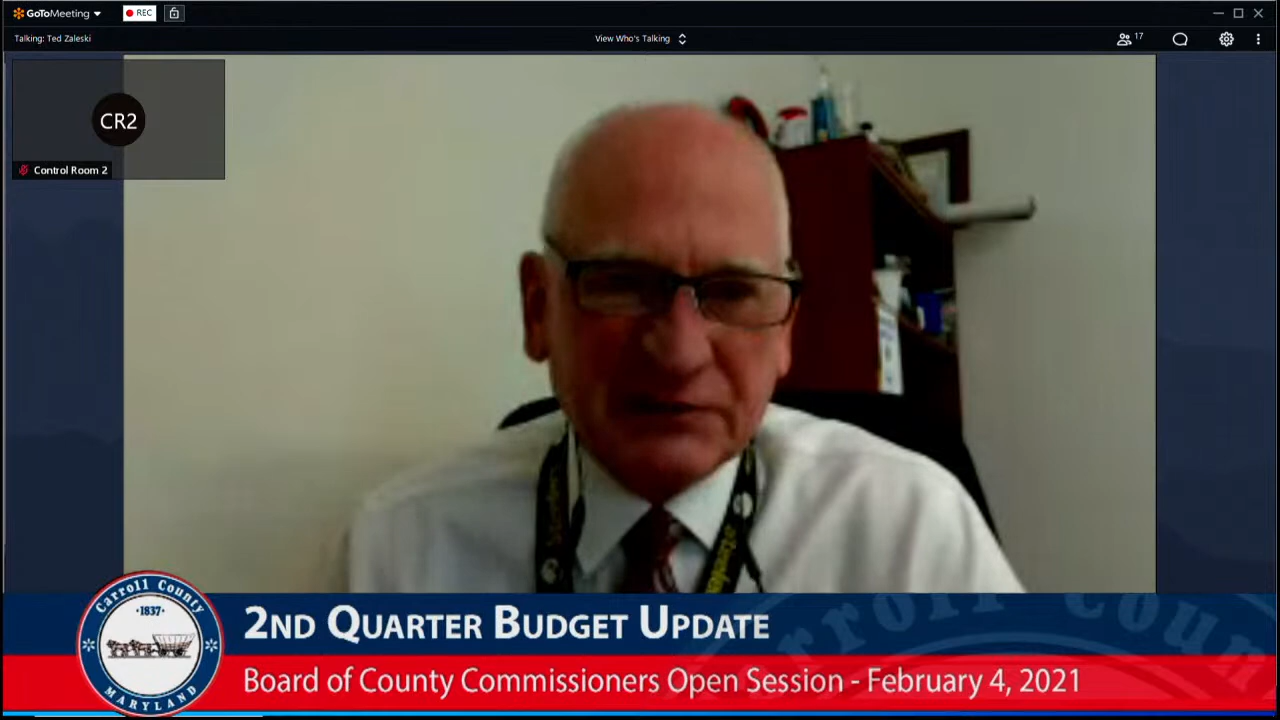 GoToMeeting
REC
Talking: Ted Zaleski
View Who's Talking
17
CR2
Control Room 2
Carroll County
1837
MARYLAND
2ND QUARTER BUDGET UPDATE
Board of County Commissioners Open Session - February 4, 2021